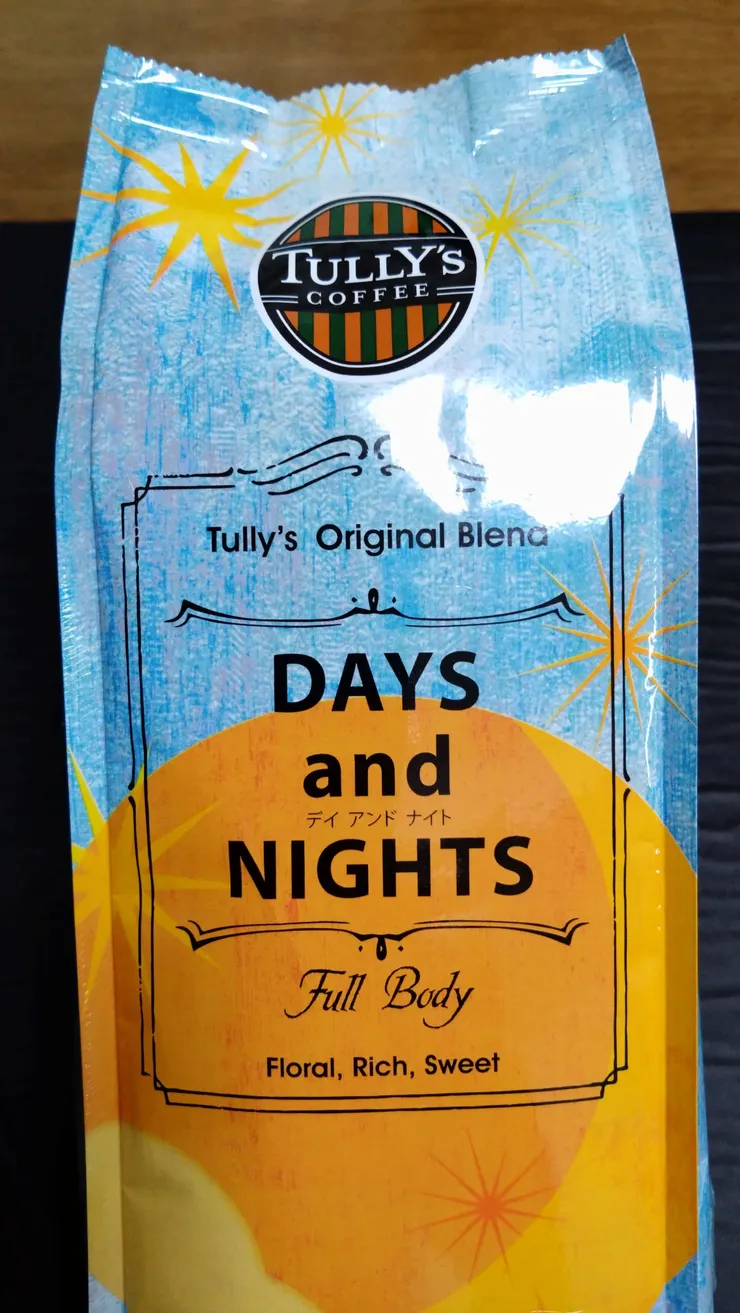 TULLY'S
COFFEE
Tully's Original Blend
DAYS
and
デイ アンド ナイト
NIGHTS
Full Body
Floral, Rich, Sweet